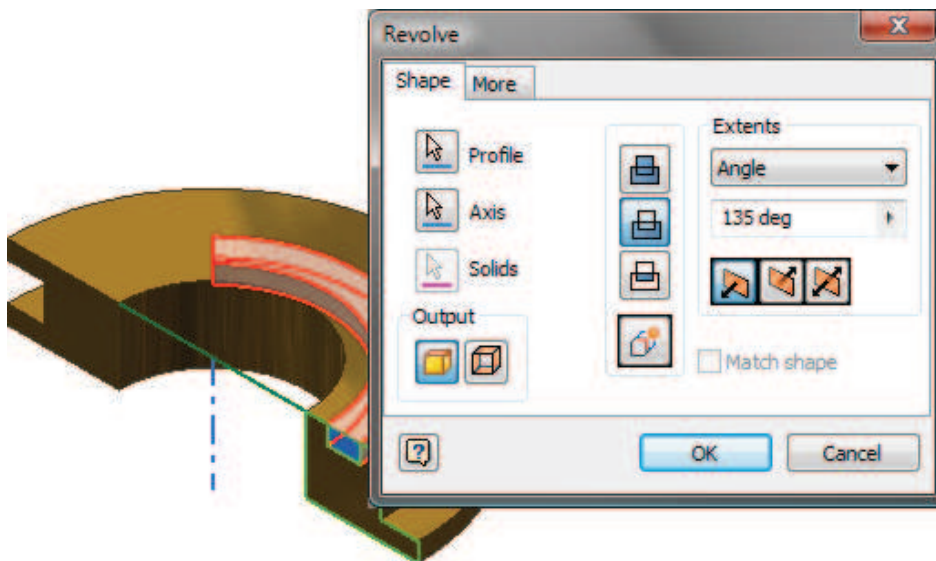 Revolve
Shape
More
Profile
Axis
Solids
Output
Extents
Angle
135 deg
Match shape
?
OK
Cancel